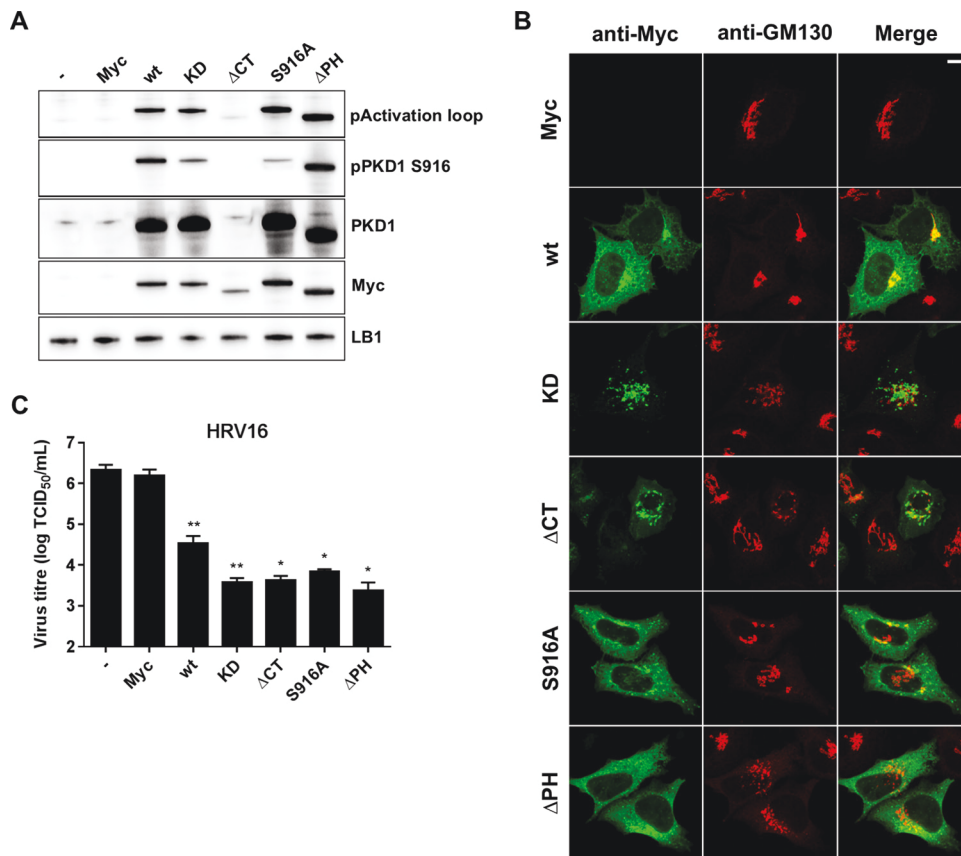 A
- Myc wt KD ΔCT S916A ΔPH
pActivation loop
pPKD1 S916
PKD1
Myc
LB1
B
anti-Myc anti-GM130 Merge
Myc
wt
KD
ΔCT
S916A
ΔPH
C
HRV16
Virus titre (log TCID50/mL)
7
6
5
4
3
2
** ** * * *
- Myc wt KD ΔCT S916A ΔPH